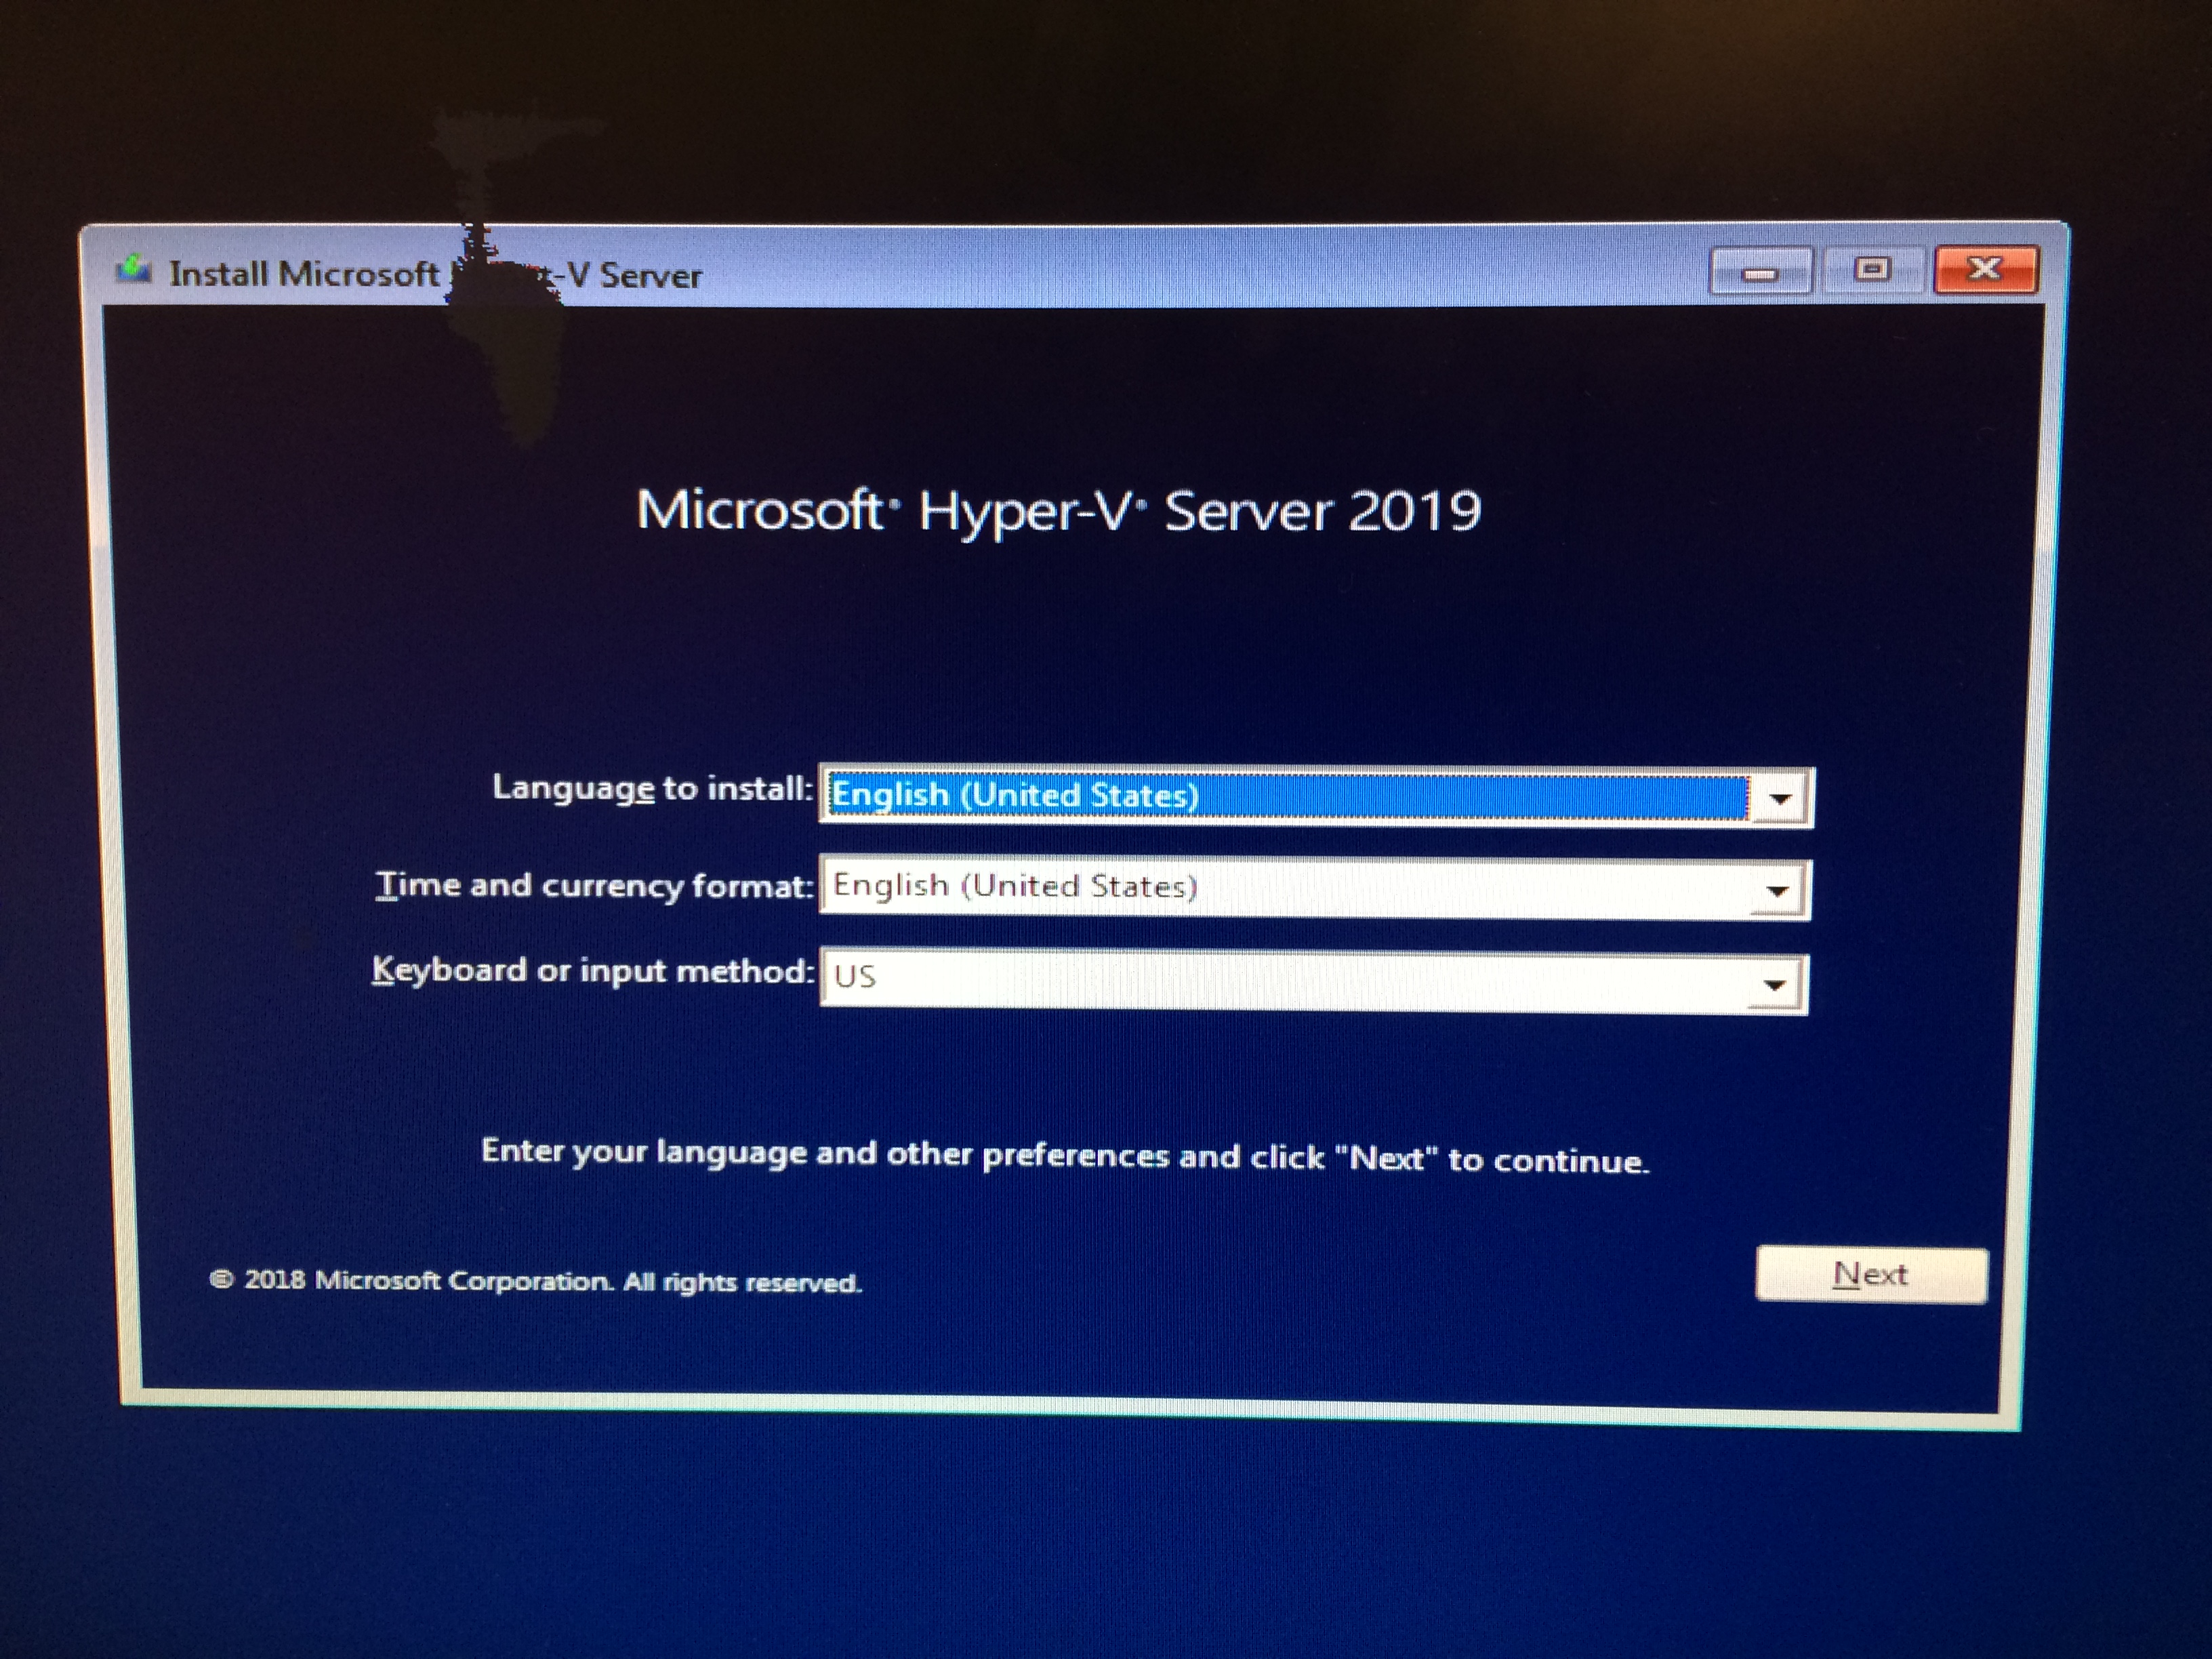 Install Microsoft -V Server
Microsoft® Hyper-V® Server 2019
Language to install: English (United States)
Time and currency format: English (United States)
Keyboard or input method: US
Enter your language and other preferences and click "Next" to continue.
© 2018 Microsoft Corporation. All rights reserved.
Next